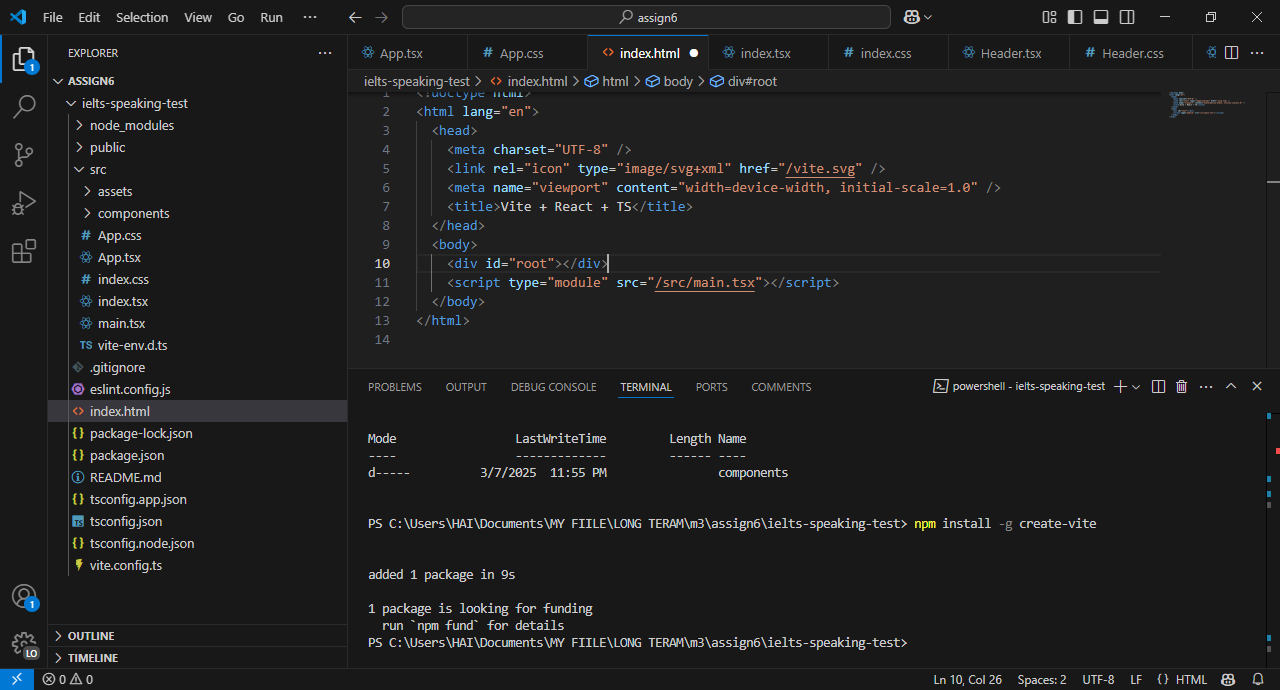 File Edit Selection View Go Run ··· assign6
EXPLORER ···
ASSIGN6
ielts-speaking-test
node_modules
public
src
assets
components
# App.css
App.tsx
# index.css
index.tsx
main.tsx
TS vite-env.d.ts
.gitignore
eslint.config.js
<> index.html
{} package-lock.json
{} package.json
README.md
{} tsconfig.app.json
TS tsconfig.json
{} tsconfig.node.json
vite.config.ts
OUTLINE
TIMELINE
1
1
LO
App.tsx # App.css <> index.html ● index.tsx # index.css Header.tsx # Header.css ···
ielts-speaking-test > <> index.html > html > body > div#root
1 <!doctype html>
2 <html lang="en">
3 <head>
4 <meta charset="UTF-8" />
5 <link rel="icon" type="image/svg+xml" href="/vite.svg" />
6 <meta name="viewport" content="width=device-width, initial-scale=1.0" />
7 <title>Vite + React + TS</title>
8 </head>
9 <body>
10 <div id="root"></div>
11 <script type="module" src="/src/main.tsx"></script>
12 </body>
13 </html>
14
PROBLEMS OUTPUT DEBUG CONSOLE TERMINAL PORTS COMMENTS powershell - ielts-speaking-test ···
Mode LastWriteTime Length Name
---- ------------- ------ ----
d----- 3/7/2025 11:55 PM components
PS C:\Users\HAI\Documents\MY FIILE\LONG TERAM\m3\assign6\ielts-speaking-test> npm install -g create-vite
added 1 package in 9s
1 package is looking for funding
run `npm fund` for details
PS C:\Users\HAI\Documents\MY FIILE\LONG TERAM\m3\assign6\ielts-speaking-test>
0 0 Ln 10, Col 26 Spaces: 2 UTF-8 LF {} HTML